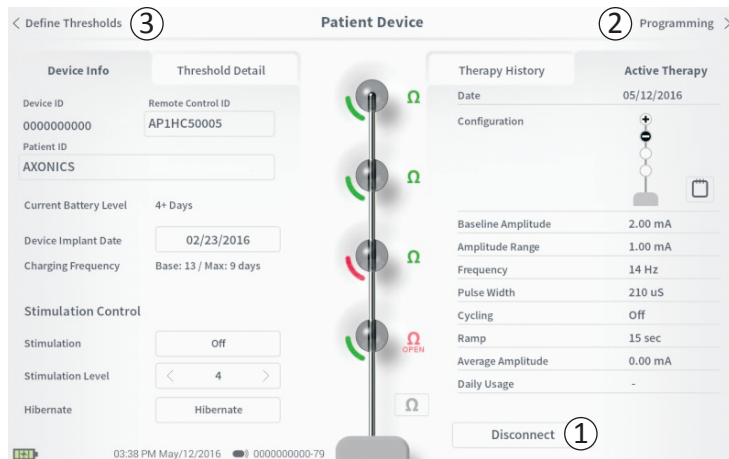 < Define Thresholds ③ Patient Device ② Programming >
Device Info Threshold Detail
Device ID Remote Control ID
0000000000 AP1HC50005
Patient ID
AXONICS
Current Battery Level 4+ Days
Device Implant Date 02/23/2016
Charging Frequency Base: 13 / Max: 9 days
Stimulation Control
Stimulation Off
Stimulation Level < 4 >
Hibernate Hibernate
03:38 PM May/12/2016 0000000000-79
Ω
Ω
Ω
Ω
OPEN
Ω
Therapy History Active Therapy
Date 05/12/2016
Configuration
Baseline Amplitude 2.00 mA
Amplitude Range 1.00 mA
Frequency 14 Hz
Pulse Width 210 uS
Cycling Off
Ramp 15 sec
Average Amplitude 0.00 mA
Daily Usage -
Disconnect ①